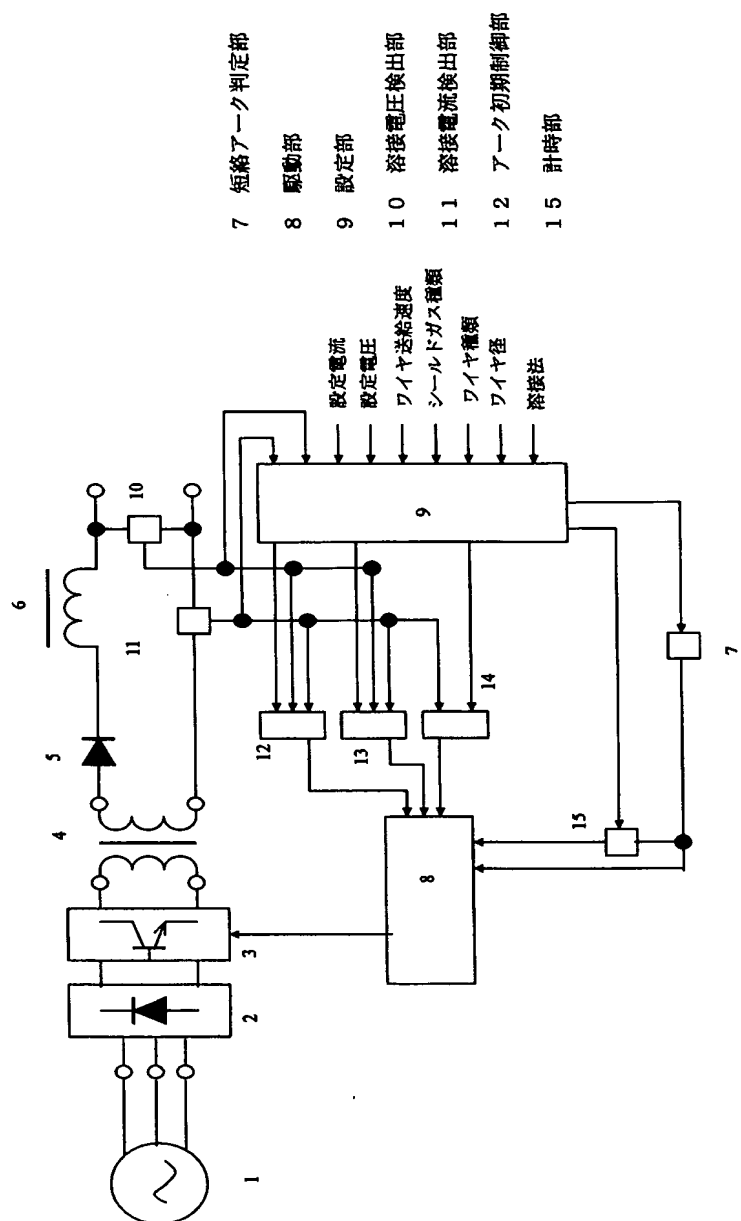 7 短絡アーク判定部
8 駆動部
9 設定部
10 溶接電圧検出部
11 溶接電流検出部
12 アーク初期制御部
15 計時部
設定電流
設定電圧
ワイヤ送給速度
シールドガス種類
ワイヤ種類
ワイヤ径
溶接法
1
2
3
4
5
6
11
10
12
13
14
9
8
15
7